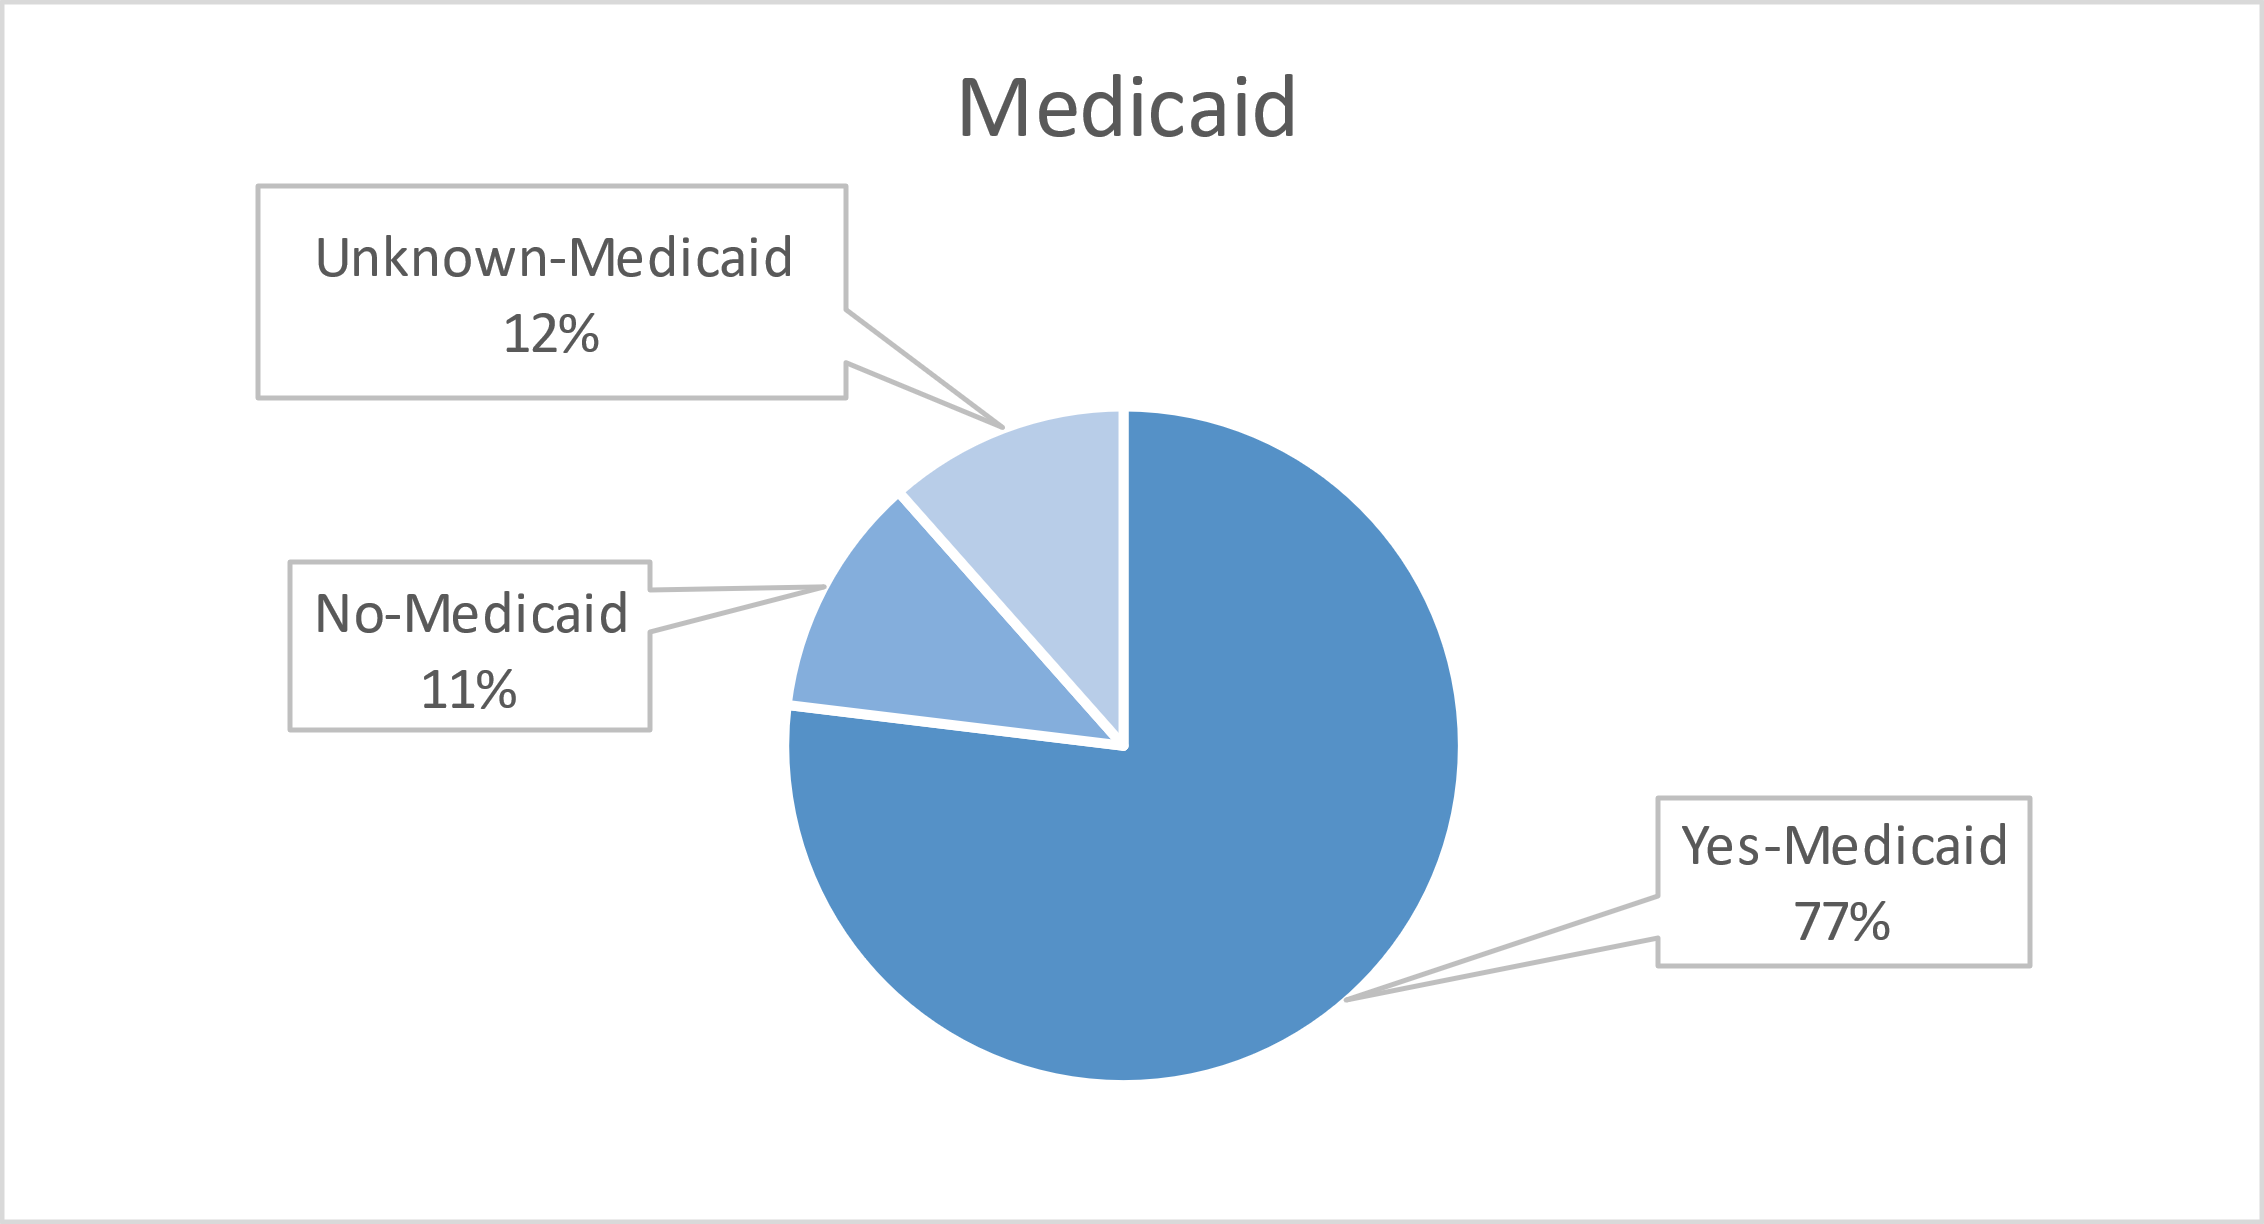 Medicaid
Unknown-Medicaid
12%
No-Medicaid
11%
Yes-Medicaid
77%